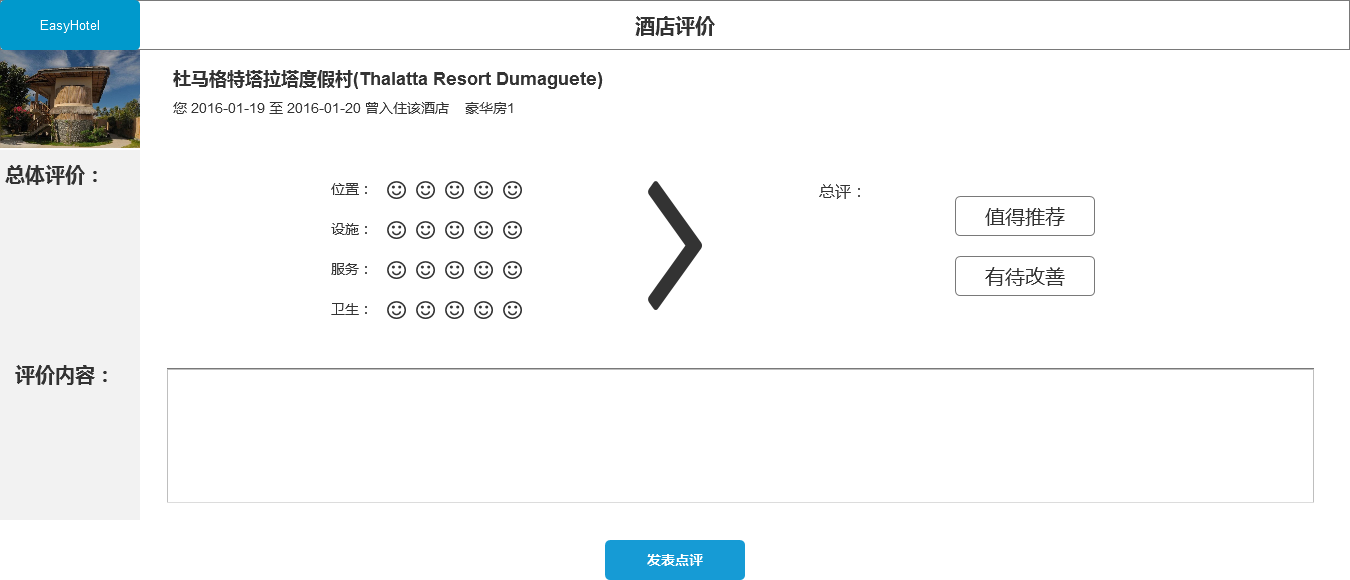 EasyHotel
酒店评价
杜马格特塔拉塔度假村(Thalatta Resort Dumaguete)
您 2016-01-19 至 2016-01-20 曾入住该酒店 豪华房1
总体评价：
位置：
设施：
服务：
卫生：
总评：
值得推荐
有待改善
评价内容：
发表点评